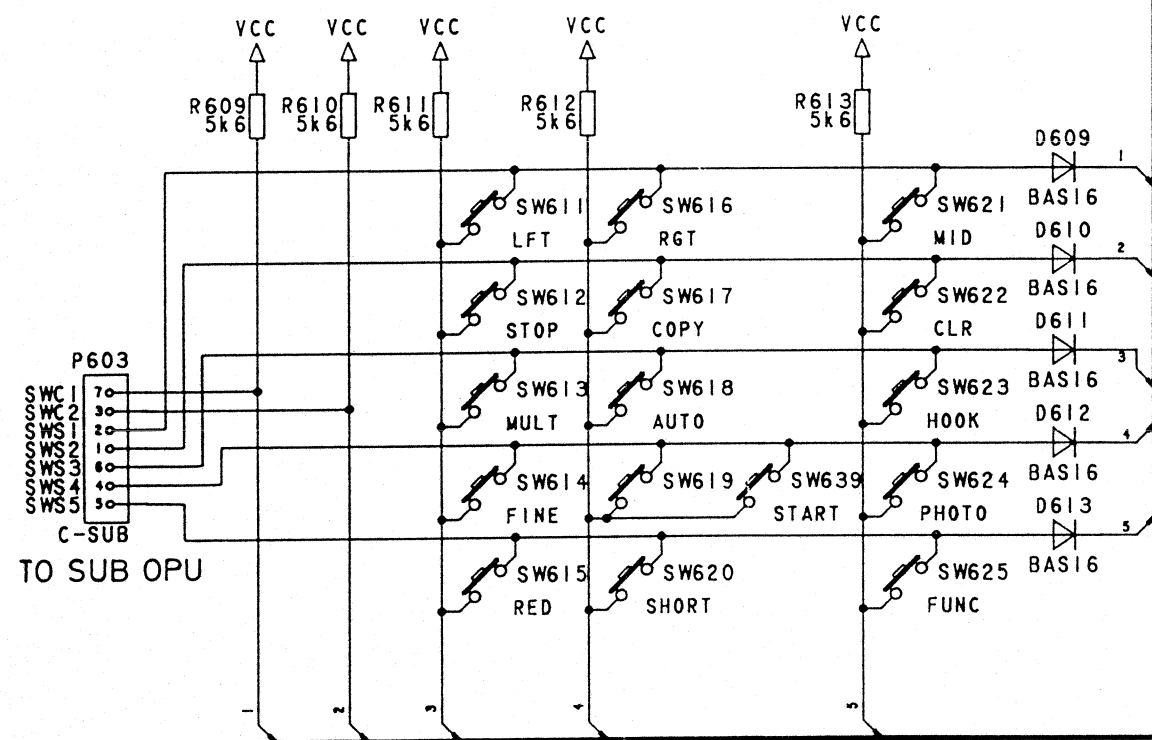 VCC VCC VCC VCC VCC
R609 5k6
R610 5k6
R611 5k6
R612 5k6
R613 5k6
D609 1
BAS16
SW611 SW616 SW621
LFT RGT MID
D610 2
BAS16
SW612 SW617 SW622
STOP COPY CLR
D611 3
BAS16
P603
SWC1 7
SWC2 3
SWS1 2
SWS2 1
SWS3 6
SWS4 4
SWS5 5
C-SUB
TO SUB OPU
SW613 SW618 SW623
MULT AUTO HOOK
D612 4
BAS16
SW614 SW619 SW639 SW624
FINE START PHOTO
D613 5
BAS16
SW615 SW620 SW625
RED SHORT FUNC
1 2 3 4 5